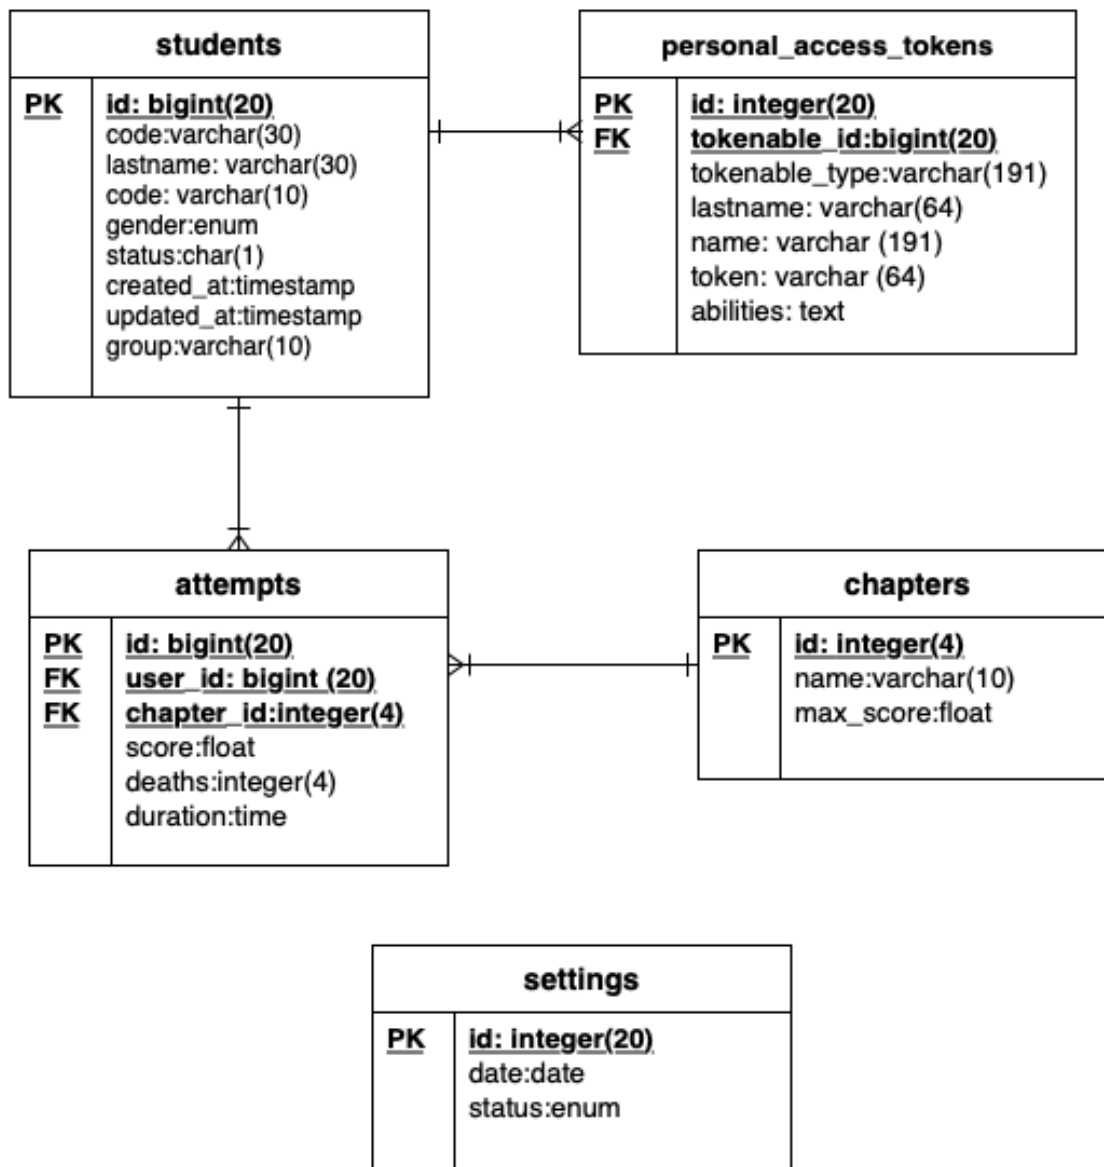 students
PK id: bigint(20)
code:varchar(30)
lastname: varchar(30)
code: varchar(10)
gender:enum
status:char(1)
created_at:timestamp
updated_at:timestamp
group:varchar(10)
personal_access_tokens
PK id: integer(20)
FK tokenable_id:bigint(20)
tokenable_type:varchar(191)
lastname: varchar(64)
name: varchar (191)
token: varchar (64)
abilities: text
attempts
PK id: bigint(20)
FK user_id: bigint (20)
FK chapter_id:integer(4)
score:float
deaths:integer(4)
duration:time
chapters
PK id: integer(4)
name:varchar(10)
max_score:float
settings
PK id: integer(20)
date:date
status:enum